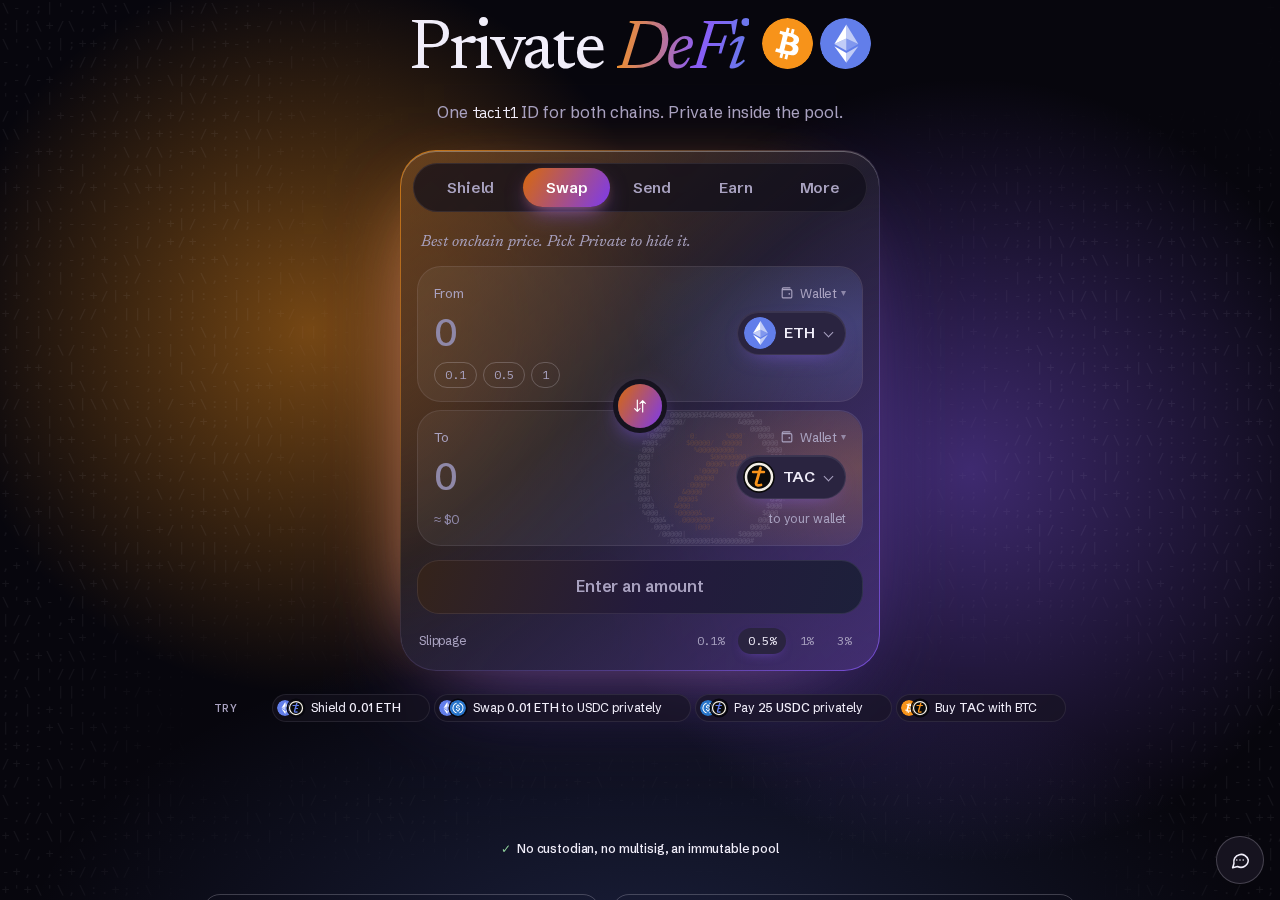 Private DeFi
One tacit1 ID for both chains. Private inside the pool.
Shield Swap Send Earn More
Best onchain price. Pick Private to hide it.
From Wallet ▾
0 ETH
0.1 0.5 1
To Wallet ▾
0 TAC
≈ $0 to your wallet
Enter an amount
Slippage 0.1% 0.5% 1% 3%
TRY Shield 0.01 ETH Swap 0.01 ETH to USDC privately Pay 25 USDC privately Buy TAC with BTC
✓ No custodian, no multisig, an immutable pool